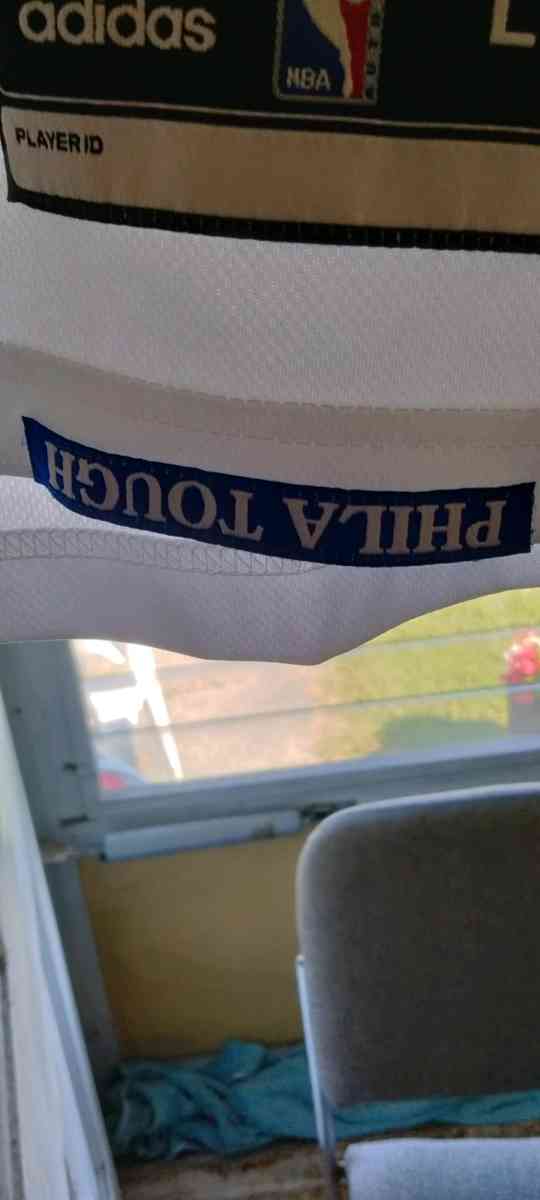 adidas
NBA
L
PLAYER ID
PHILA TOUGH